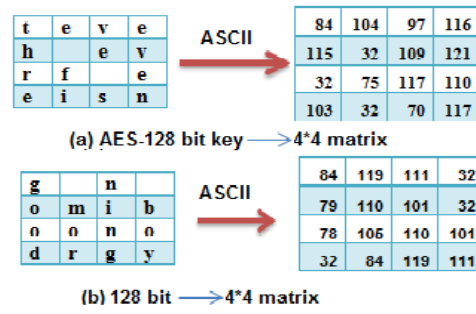 t e v e
h e v
r f e
e i s n
ASCII
84 104 97 116
115 32 109 121
32 75 117 110
103 32 70 117
(a) AES-128 bit key ⟶ 4*4 matrix
g n
o m i b
o o n o
d r g y
ASCII
84 119 111 32
79 110 101 32
78 105 110 101
32 84 119 111
(b) 128 bit ⟶ 4*4 matrix